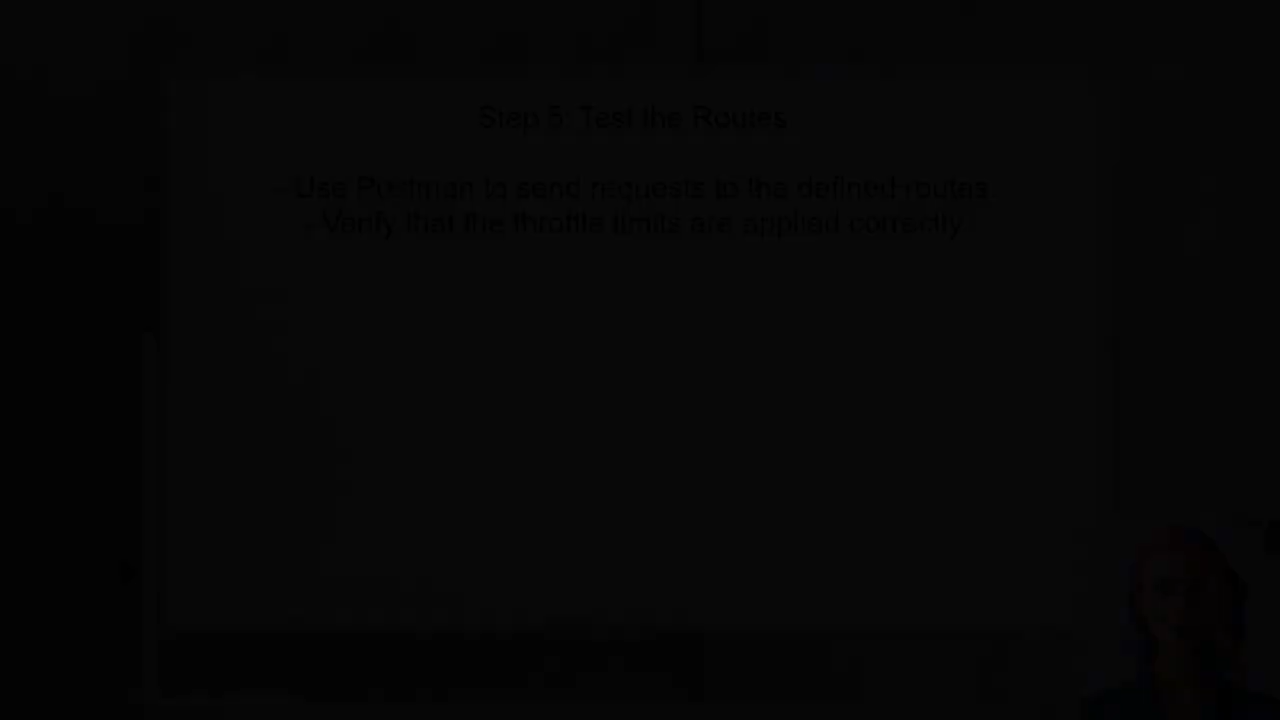 Step 5: Test the Routes
- Use Postman to send requests to the defined routes
- Verify that the throttle limits are applied correctly